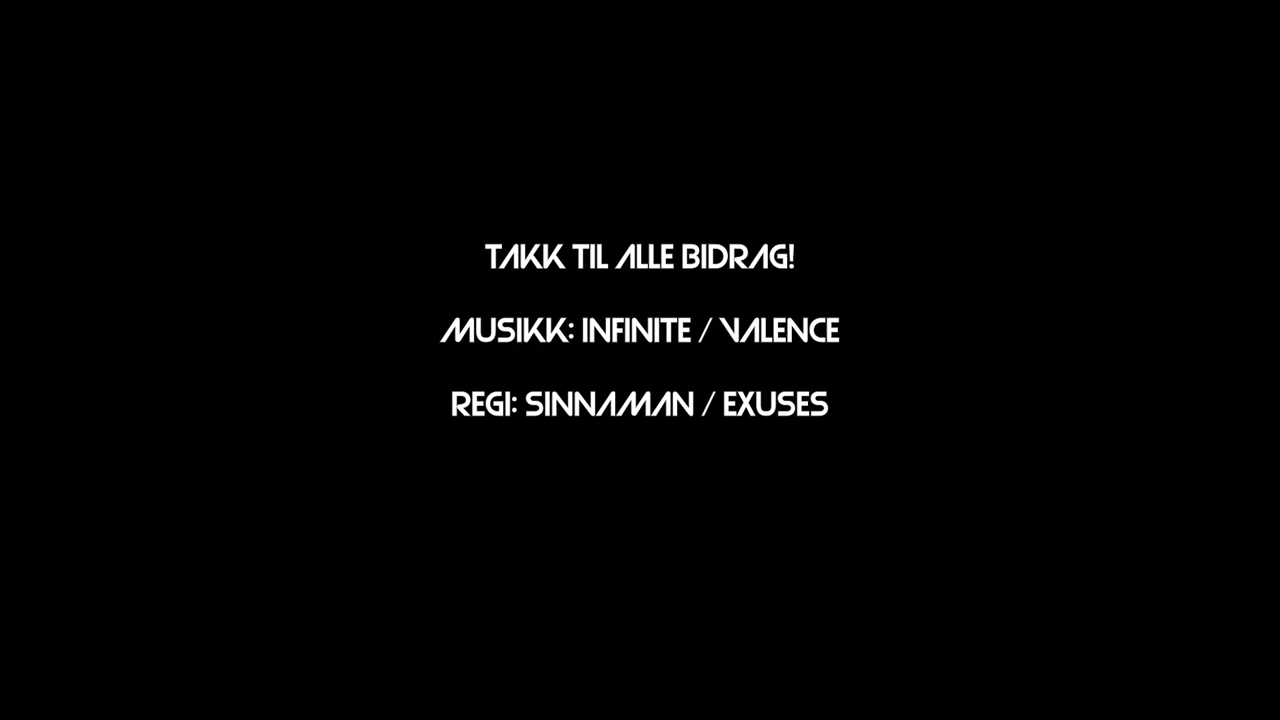 TAKK TIL ALLE BIDRAG!
MUSIKK: INFINITE / VALENCE
REGI: SINNAMAN / EXUSES